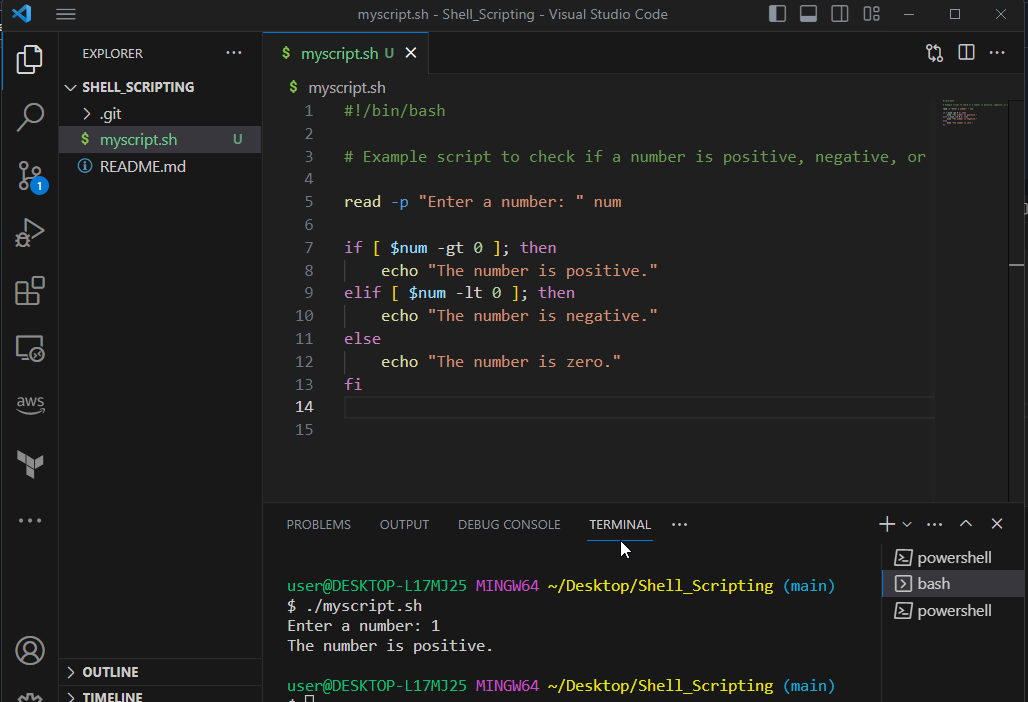 myscript.sh - Shell_Scripting - Visual Studio Code
EXPLORER
SHELL_SCRIPTING
.git
$ myscript.sh U
README.md
1
aws
OUTLINE
TIMELINE
$ myscript.sh U
$ myscript.sh
1 #!/bin/bash
2
3 # Example script to check if a number is positive, negative, or
4
5 read -p "Enter a number: " num
6
7 if [ $num -gt 0 ]; then
8 echo "The number is positive."
9 elif [ $num -lt 0 ]; then
10 echo "The number is negative."
11 else
12 echo "The number is zero."
13 fi
14
15
PROBLEMS OUTPUT DEBUG CONSOLE TERMINAL
user@DESKTOP-L17MJ25 MINGW64 ~/Desktop/Shell_Scripting (main)
$ ./myscript.sh
Enter a number: 1
The number is positive.
user@DESKTOP-L17MJ25 MINGW64 ~/Desktop/Shell_Scripting (main)
$
powershell
bash
powershell